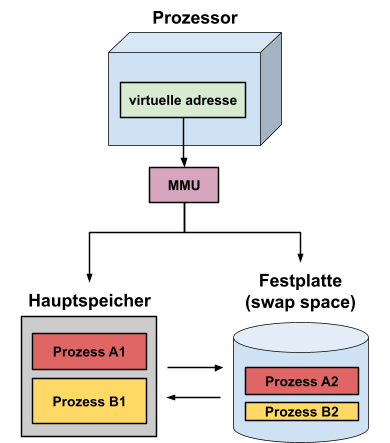 Prozessor
virtuelle adresse
MMU
Hauptspeicher
Prozess A1
Prozess B1
Festplatte
(swap space)
Prozess A2
Prozess B2